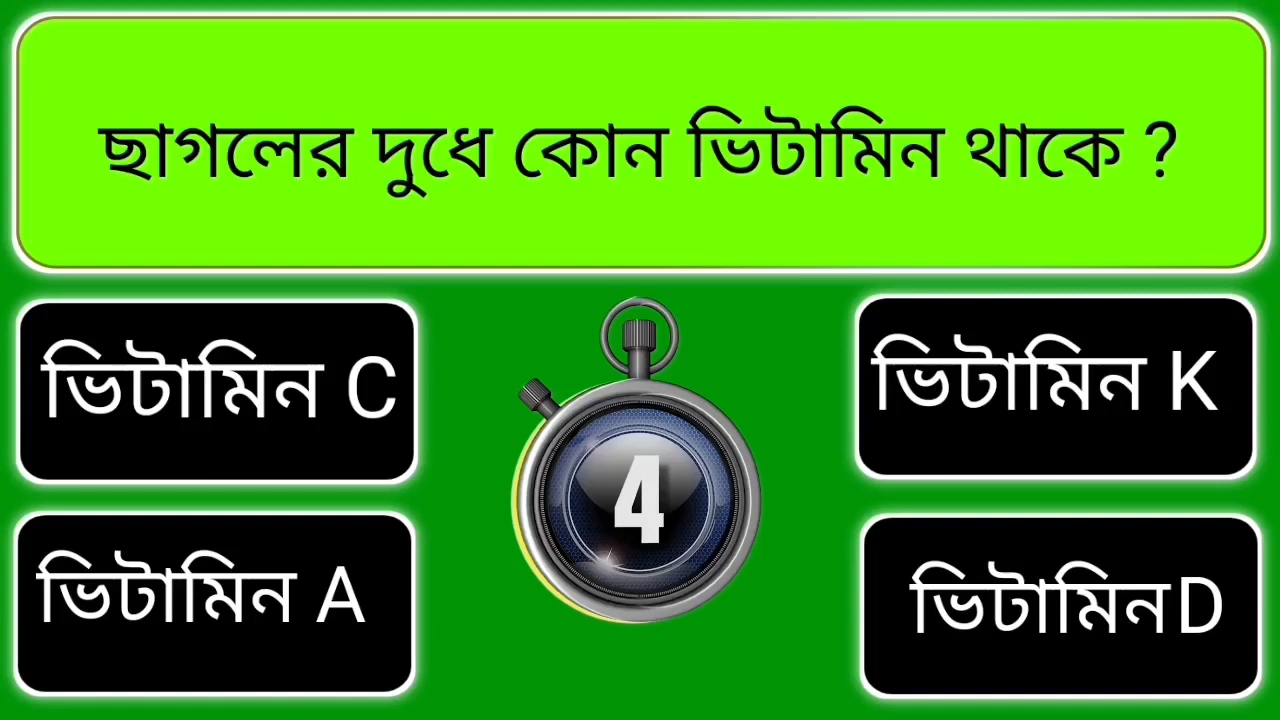 ছাগলের দুধে কোন ভিটামিন থাকে ?
ভিটামিন C
ভিটামিন K
4
ভিটামিন A
ভিটামিন D